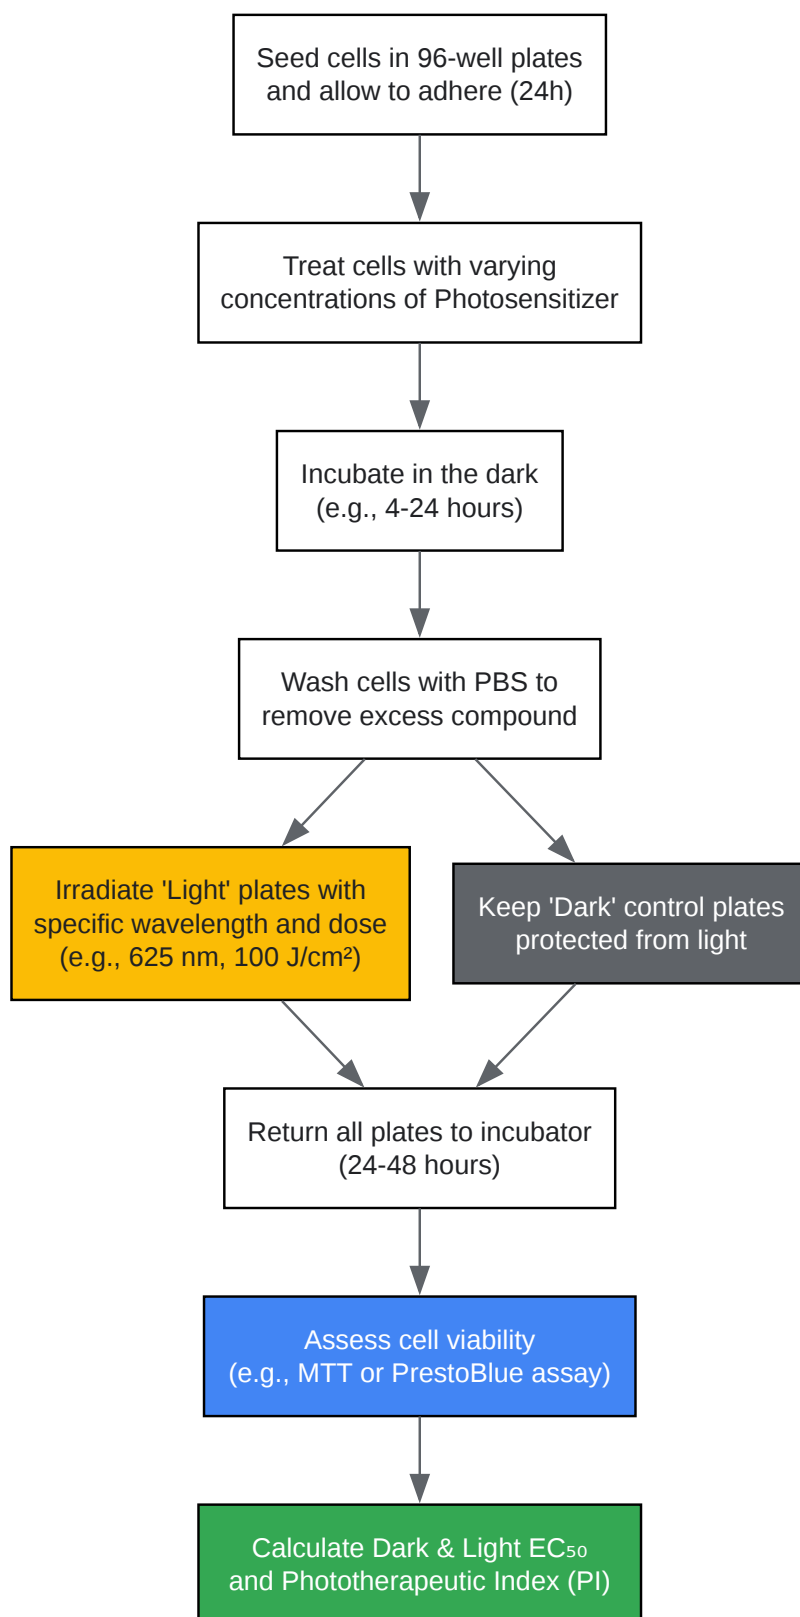 Seed cells in 96-well plates
and allow to adhere (24h)
Treat cells with varying
concentrations of Photosensitizer
Incubate in the dark
(e.g., 4-24 hours)
Wash cells with PBS to
remove excess compound
Irradiate 'Light' plates with
specific wavelength and dose
(e.g., 625 nm, 100 J/cm²)
Keep 'Dark' control plates
protected from light
Return all plates to incubator
(24-48 hours)
Assess cell viability
(e.g., MTT or PrestoBlue assay)
Calculate Dark & Light EC₅₀
and Phototherapeutic Index (PI)